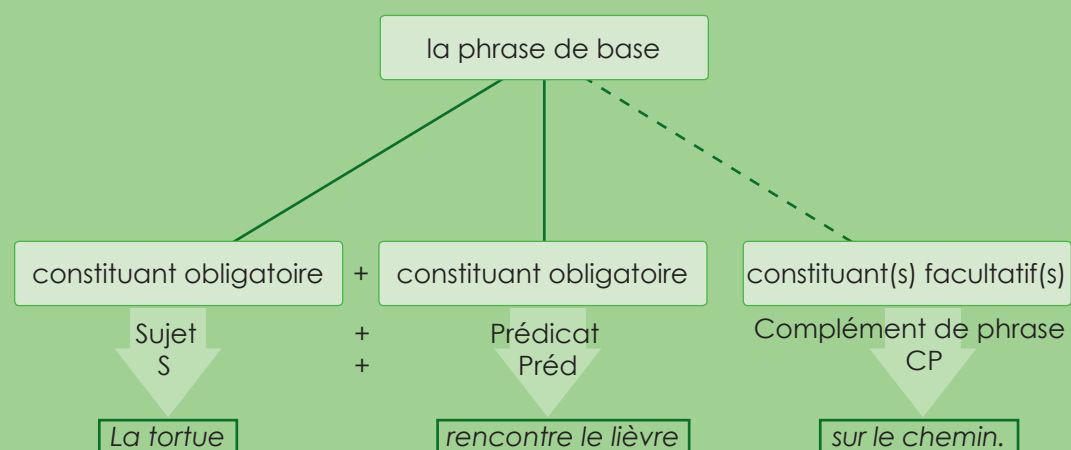 la phrase de base
constituant obligatoire + constituant obligatoire constituant(s) facultatif(s)
Sujet + Prédicat Complément de phrase
S + Préd CP
La tortue rencontre le lièvre sur le chemin.